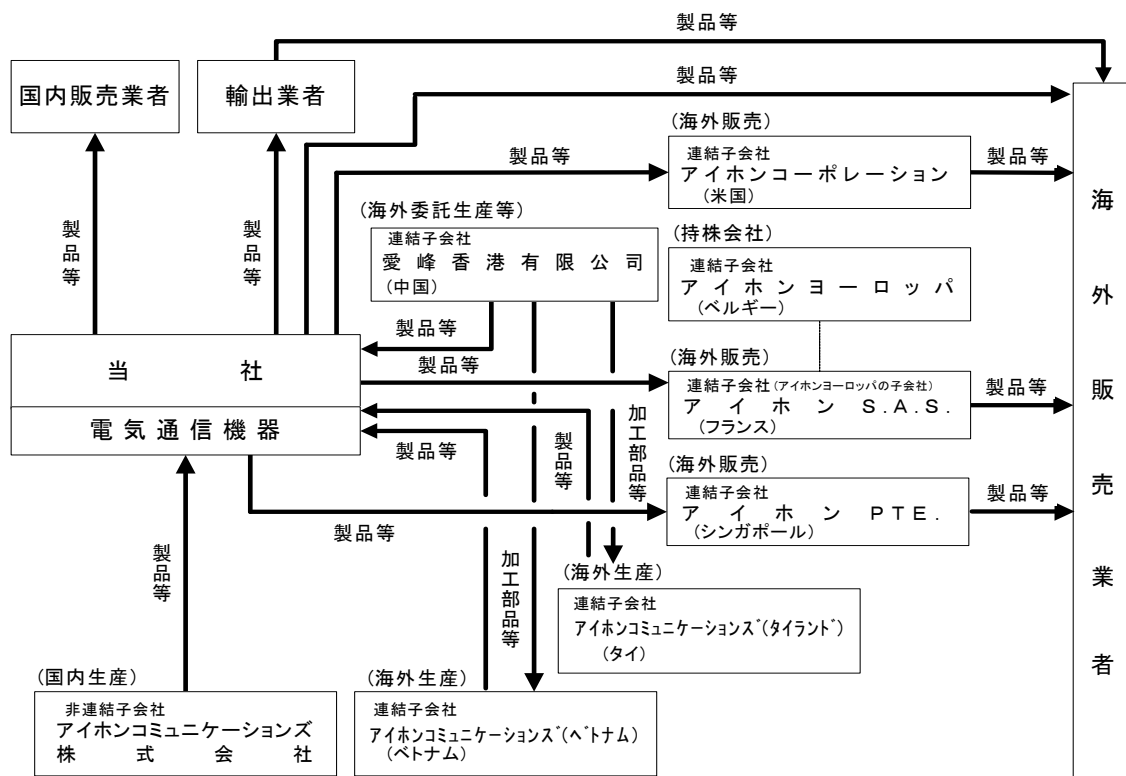 製品等
国内販売業者
輸出業者
製品等
(海外販売)
連結子会社
アイホンコーポレーション
(米国)
製品等
製品等
製品等
製品等
(海外委託生産等)
連結子会社
愛峰香港有限公司
(中国)
(持株会社)
連結子会社
アイホンヨーロッパ
(ベルギー)
製品等
当社
電気通信機器
製品等
(海外販売)
連結子会社(アイホンヨーロッパの子会社)
アイホンS.A.S.
(フランス)
製品等
製品等
製品等
加工部品等
(海外販売)
連結子会社
アイホンPTE.
(シンガポール)
製品等
製品等
製品等
加工部品等
(海外生産)
連結子会社
アイホンコミュニケーションズ(タイランド)
(タイ)
(国内生産)
非連結子会社
アイホンコミュニケーションズ
株式会社
(海外生産)
連結子会社
アイホンコミュニケーションズ(ベトナム)
(ベトナム)
海外販売業者